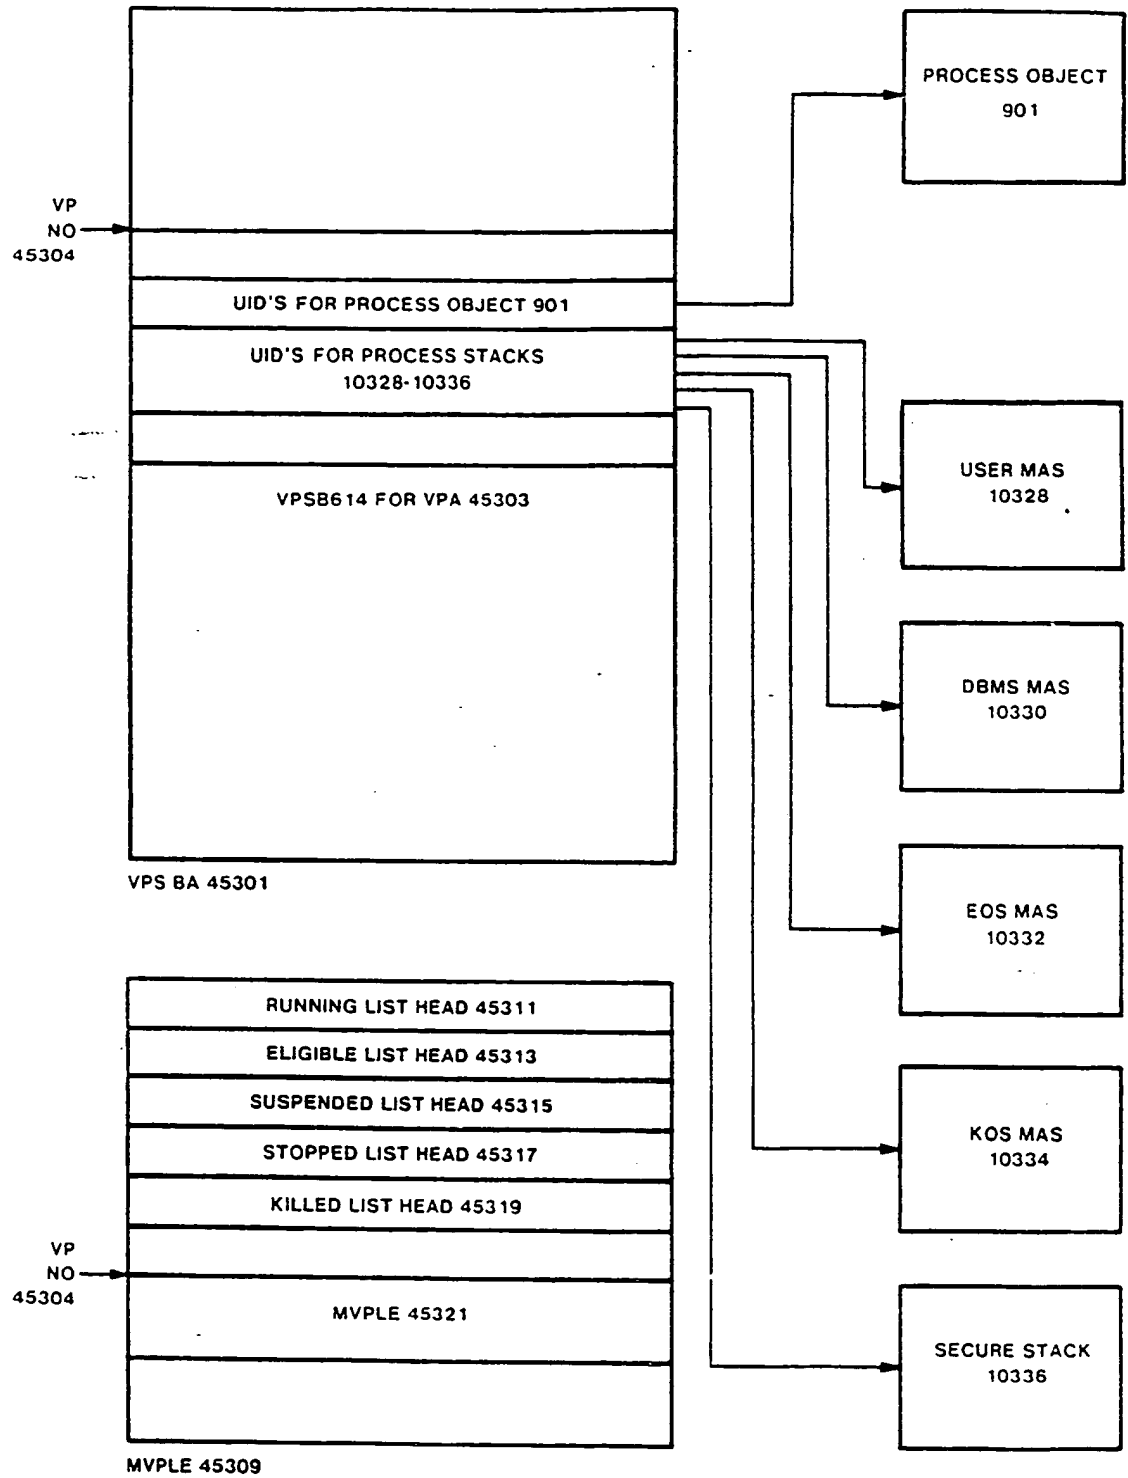 PROCESS OBJECT
901
VP
NO
45304
UID'S FOR PROCESS OBJECT 901
UID'S FOR PROCESS STACKS
10328-10336
VPSB614 FOR VPA 45303
VPS BA 45301
USER MAS
10328
DBMS MAS
10330
EOS MAS
10332
KOS MAS
10334
SECURE STACK
10336
RUNNING LIST HEAD 45311
ELIGIBLE LIST HEAD 45313
SUSPENDED LIST HEAD 45315
STOPPED LIST HEAD 45317
KILLED LIST HEAD 45319
VP
NO
45304
MVPLE 45321
MVPLE 45309